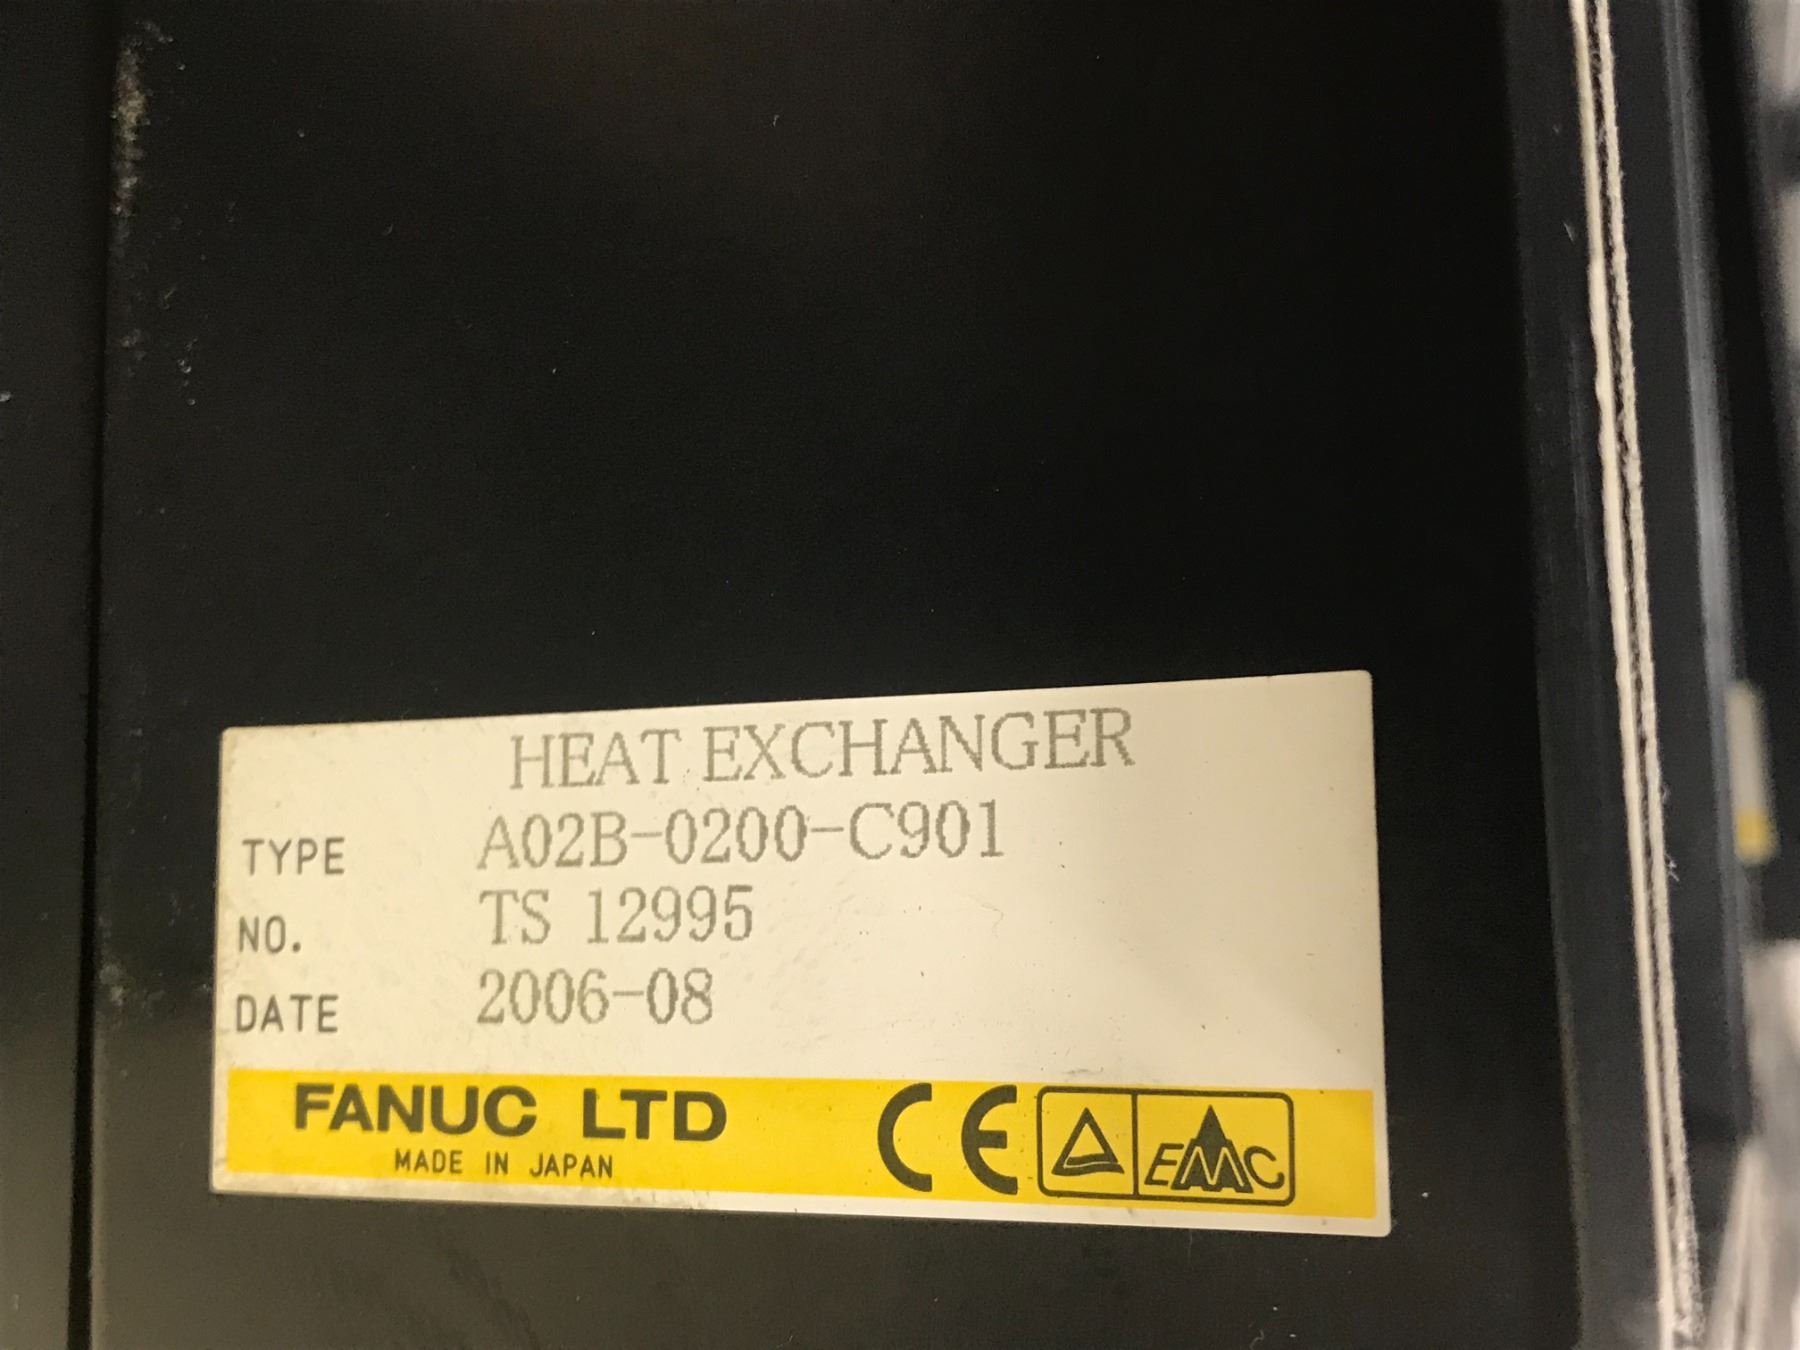 HEAT EXCHANGER
TYPE A02B-0200-C901
NO. TS 12995
DATE 2006-08
FANUC LTD
MADE IN JAPAN
CE
EMC